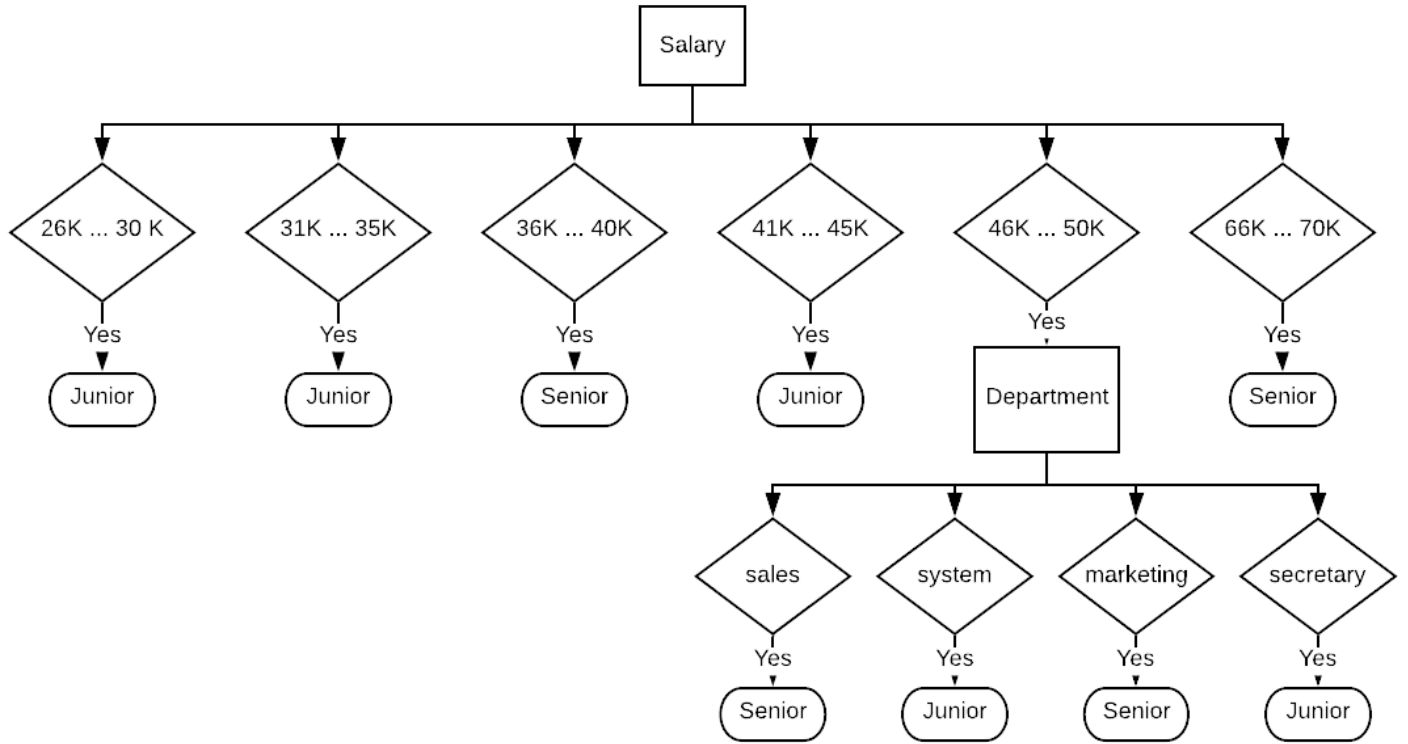 Salary
26K ... 30 K
31K ... 35K
36K ... 40K
41K ... 45K
46K ... 50K
66K ... 70K
Yes
Yes
Yes
Yes
Yes
Yes
Junior
Junior
Senior
Junior
Department
Senior
sales
system
marketing
secretary
Yes
Yes
Yes
Yes
Senior
Junior
Senior
Junior